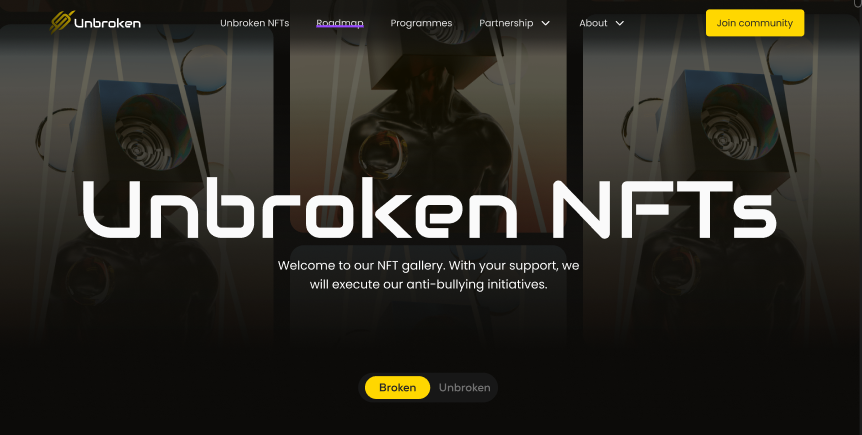 Unbroken
Unbroken NFTs
Roadmap
Programmes
Partnership
About
Join community
Unbroken NFTs
Welcome to our NFT gallery. With your support, we
will execute our anti-bullying initiatives.
Broken
Unbroken